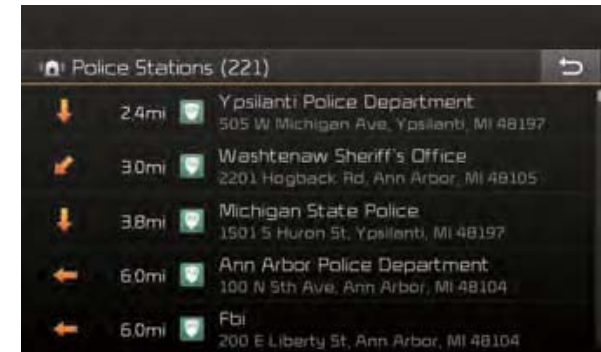 Police Stations (221)
2.4mi Ypsilanti Police Department
505 W Michigan Ave, Ypsilanti, MI 48197
3.0mi Washtenaw Sheriff's Office
2201 Hogback Rd, Ann Arbor, MI 48105
3.8mi Michigan State Police
1501 S Huron St, Ypsilanti, MI 48197
6.0mi Ann Arbor Police Department
100 N 5th Ave, Ann Arbor, MI 48104
6.0mi Fbi
200 E Liberty St, Ann Arbor, MI 48104